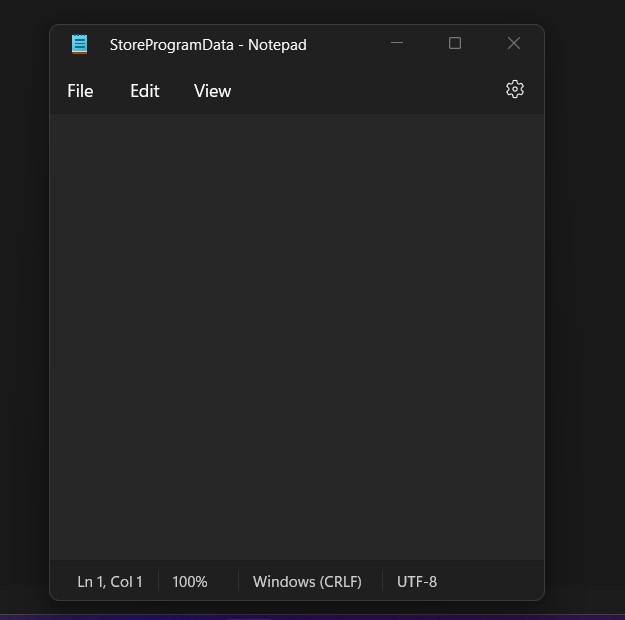 StoreProgramData - Notepad
File Edit View
Ln 1, Col 1 100% Windows (CRLF) UTF-8